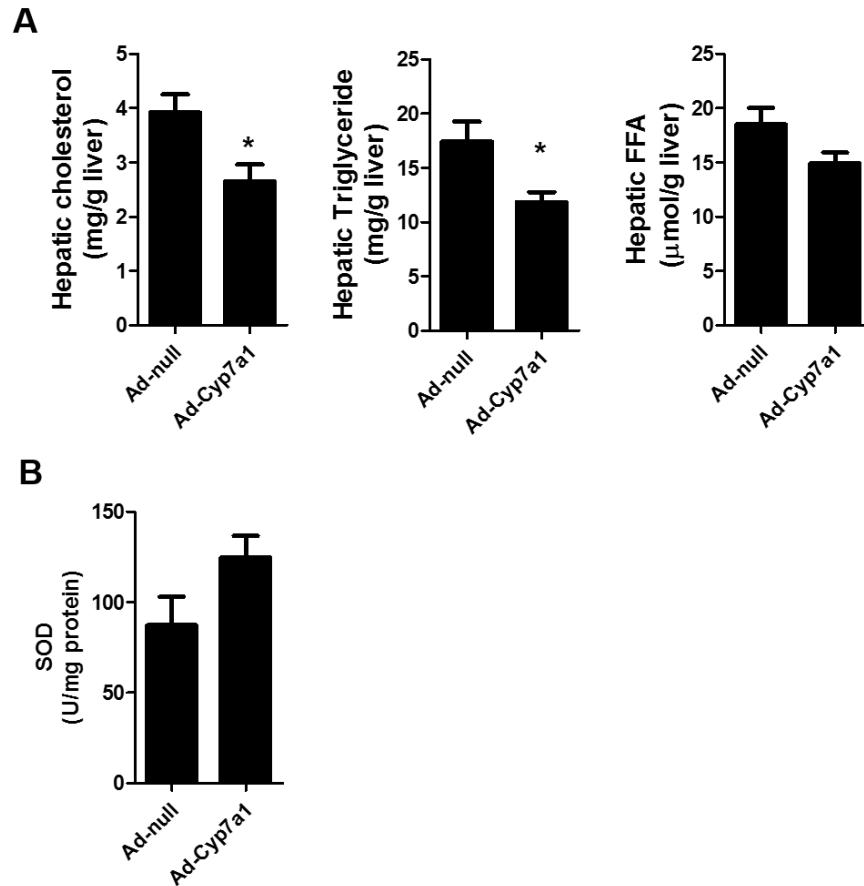 A
Hepatic cholesterol
(mg/g liver)
5
4
3
2
1
0
*
Ad-null
Ad-Cyp7a1
Hepatic Triglyceride
(mg/g liver)
25
20
15
10
5
0
*
Ad-null
Ad-Cyp7a1
Hepatic FFA
(μmol/g liver)
25
20
15
10
5
0
Ad-null
Ad-Cyp7a1
B
SOD
(U/mg protein)
150
100
50
0
Ad-null
Ad-Cyp7a1